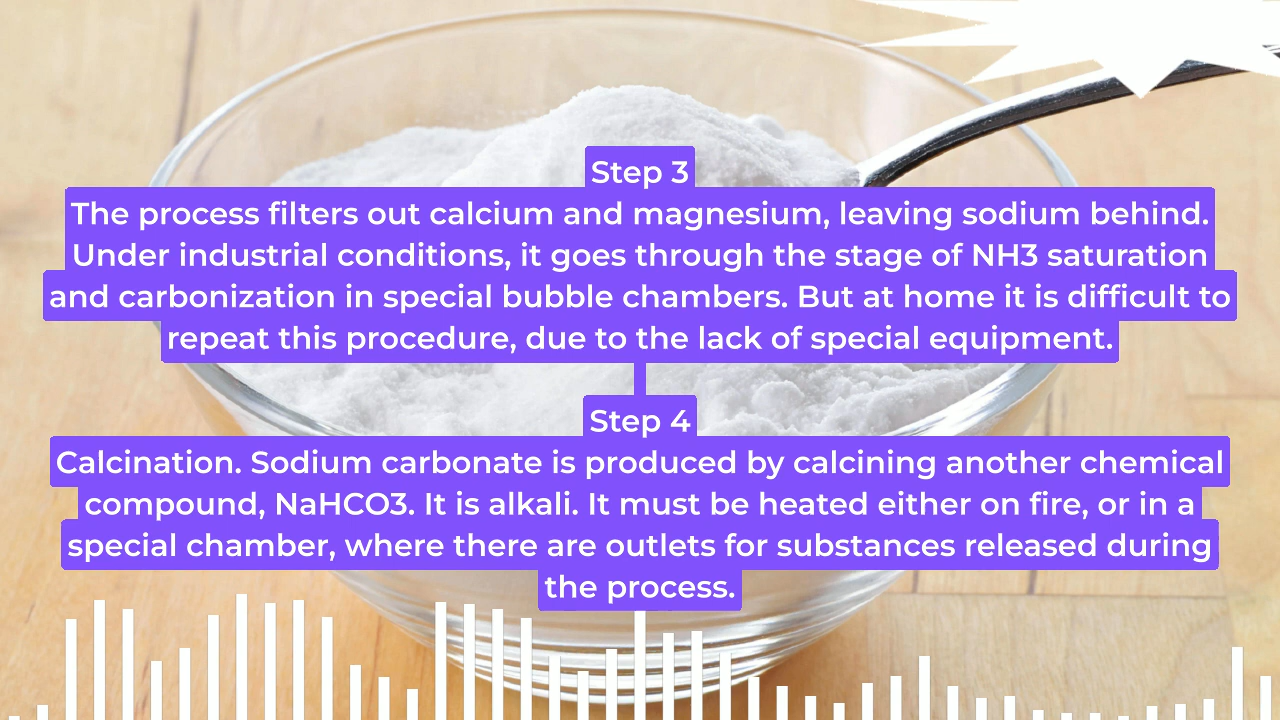 Step 3
The process filters out calcium and magnesium, leaving sodium behind.
Under industrial conditions, it goes through the stage of NH3 saturation
and carbonization in special bubble chambers. But at home it is difficult to
repeat this procedure, due to the lack of special equipment.
Step 4
Calcination. Sodium carbonate is produced by calcining another chemical
compound, NaHCO3. It is alkali. It must be heated either on fire, or in a
special chamber, where there are outlets for substances released during
the process.